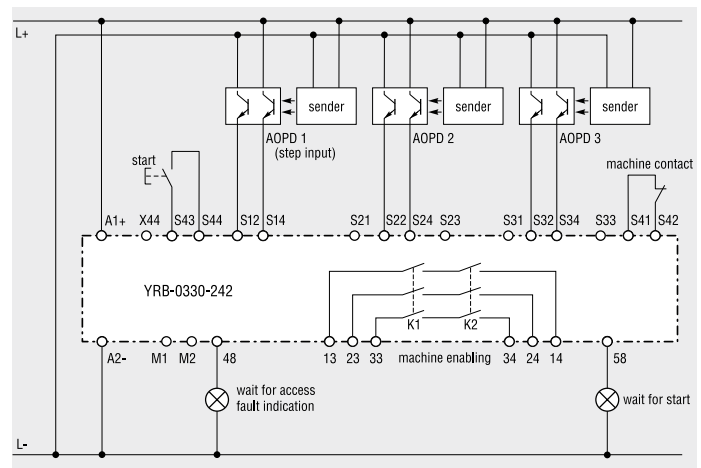 L+
sender
sender
sender
AOPD 1
(step input)
AOPD 2
AOPD 3
start
machine contact
A1+ X44 S43 S44 S12 S14 S21 S22 S24 S23 S31 S32 S34 S33 S41 S42
YRB-0330-242
K1 K2
A2- M1 M2 48 13 23 33 machine enabling 34 24 14 58
wait for access
fault indication
wait for start
L-